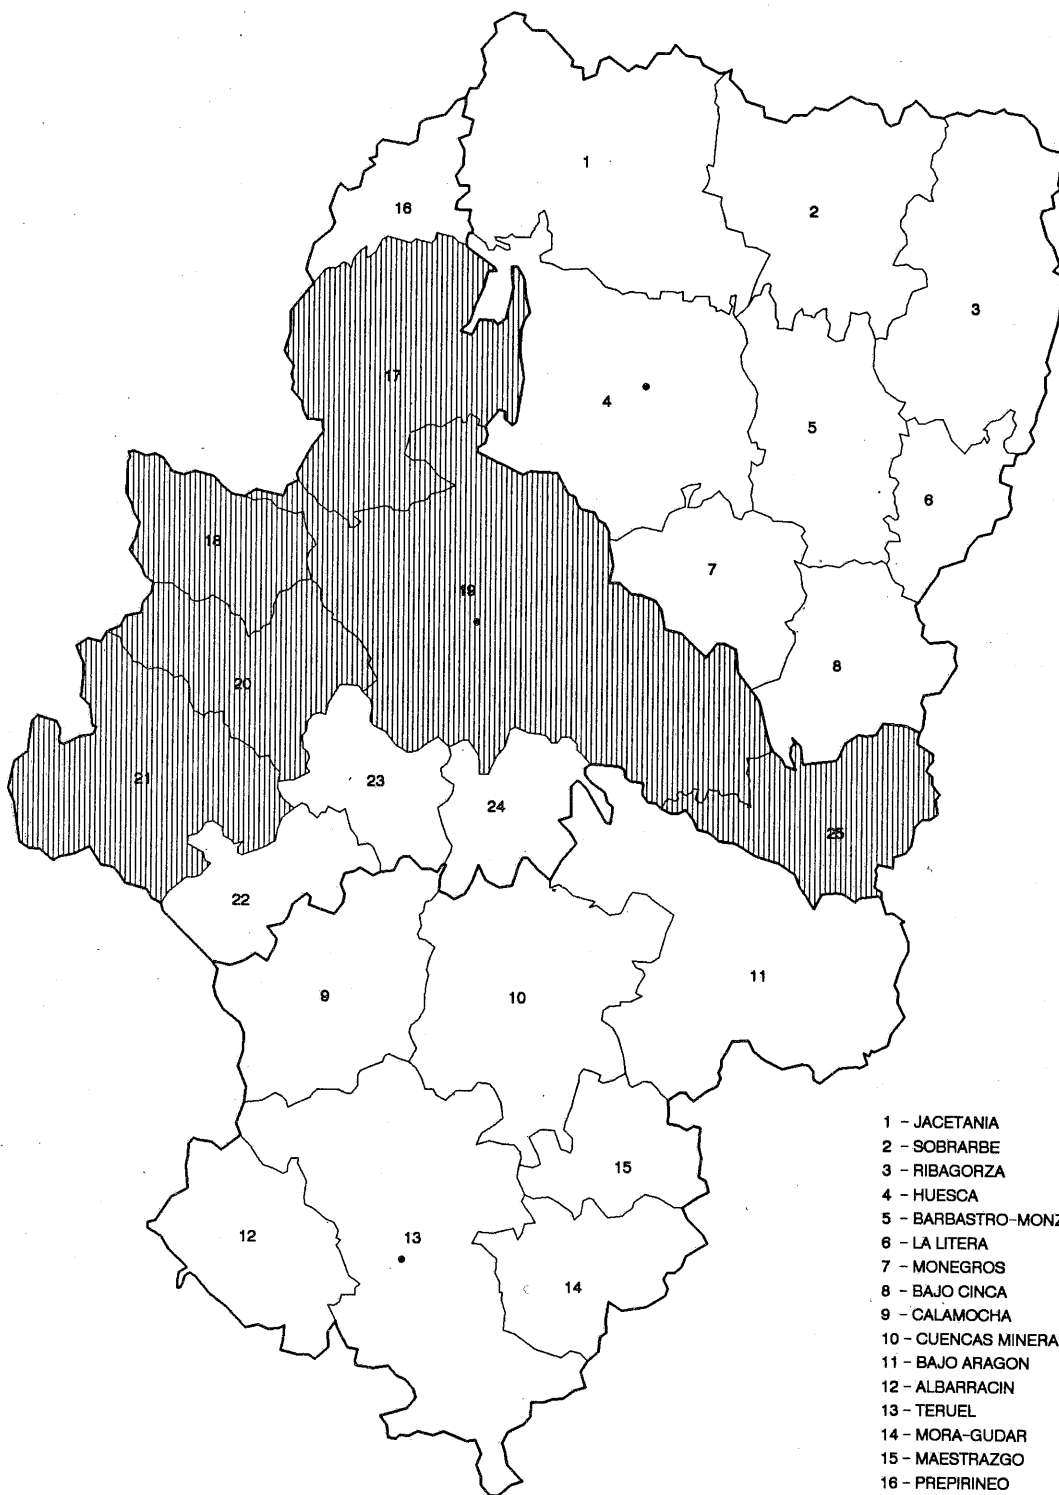 1
16
2
3
17
4
5
6
18
7
19
8
20
21
23
24
25
22
11
9
10
15
12
13
14
1 - JACETANIA
2 - SOBRARBE
3 - RIBAGORZA
4 - HUESCA
5 - BARBASTRO-MONZ
6 - LA LITERA
7 - MONEGROS
8 - BAJO CINCA
9 - CALAMOCHA
10 - CUENCAS MINERA
11 - BAJO ARAGON
12 - ALBARRACIN
13 - TERUEL
14 - MORA-GUDAR
15 - MAESTRAZGO
16 - PREPIRINEO